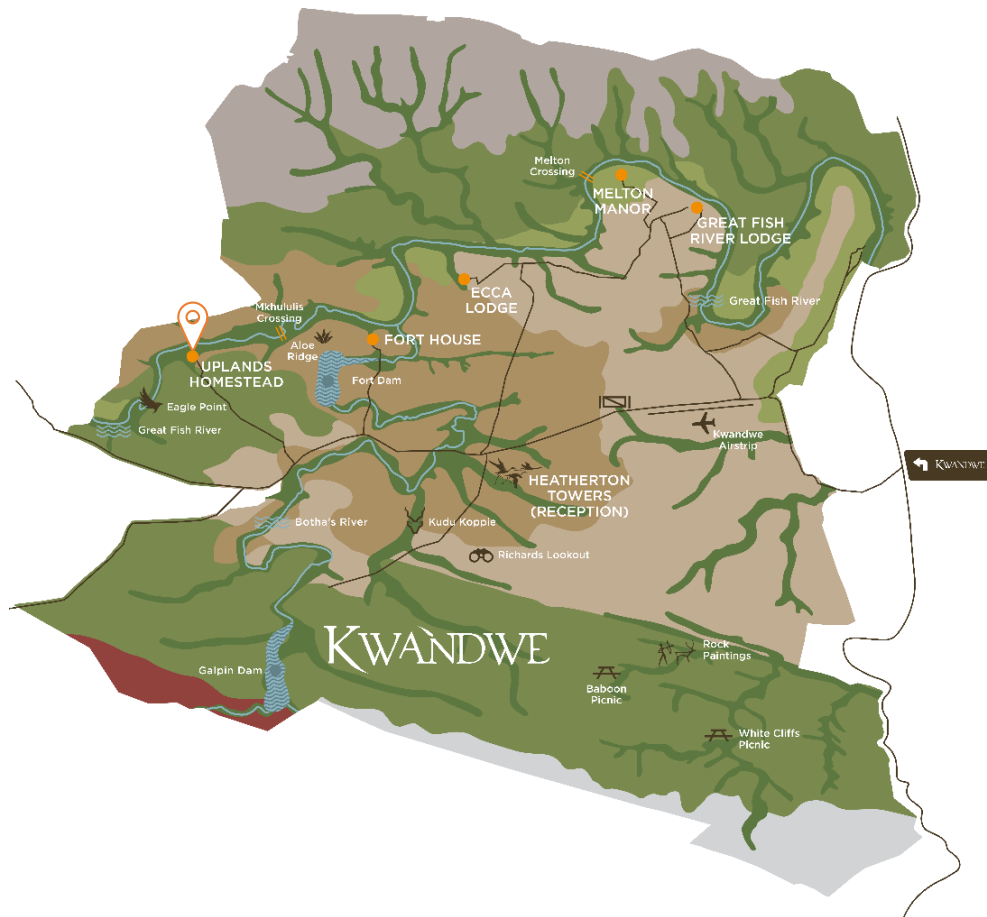 Melton
Crossing
MELTON
MANOR
GREAT FISH
RIVER LODGE
ECCA
LODGE
Great Fish River
Mkhululis
Crossing
Aloe
Ridge
FORT HOUSE
UPLANDS
HOMESTEAD
Fort Dam
Eagle Point
Great Fish River
Kwandwe
Airstrip
KWANDWE
HEATHERTON
TOWERS
(RECEPTION)
Botha's River
Kudu Kopple
Richards Lookout
KWANDWE
Rock
Paintings
Galpin Dam
Baboon
Picnic
White Cliffs
Picnic